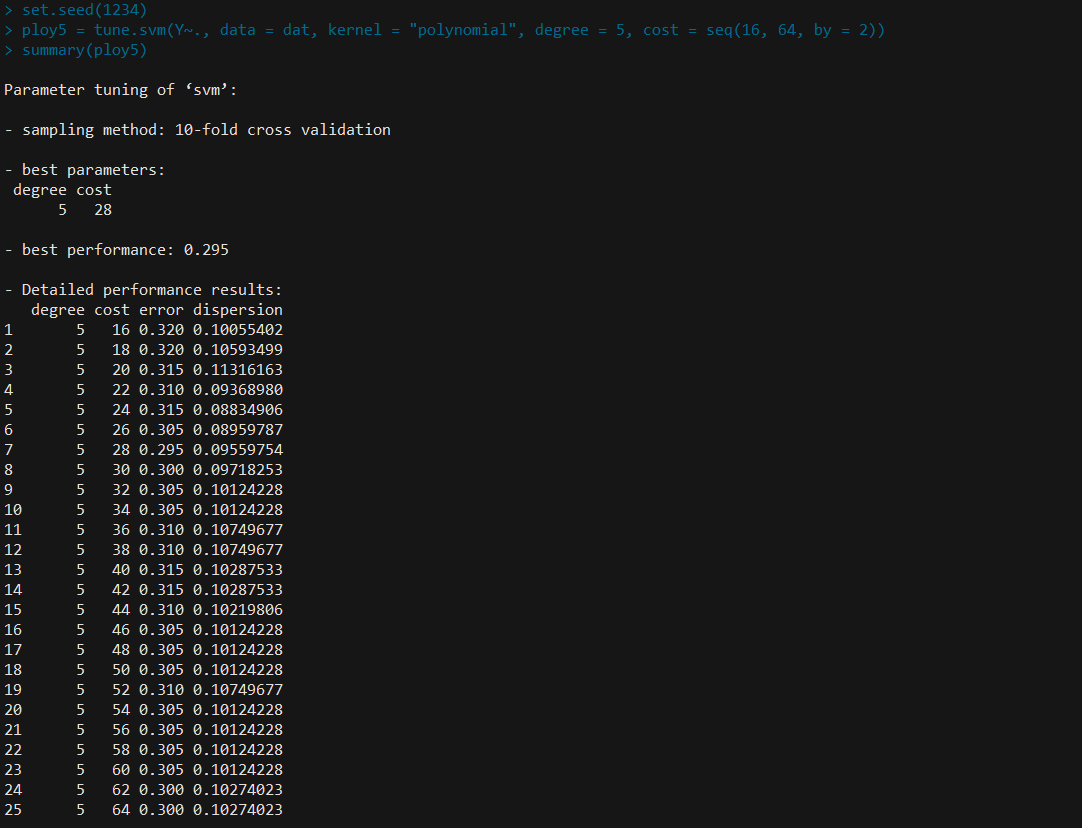 > set.seed(1234)
> ploy5 = tune.svm(Y~., data = dat, kernel = "polynomial", degree = 5, cost = seq(16, 64, by = 2))
> summary(ploy5)
Parameter tuning of ‘svm’:
- sampling method: 10-fold cross validation
- best parameters:
degree cost
5 28
- best performance: 0.295
- Detailed performance results:
degree cost error dispersion
1 5 16 0.320 0.10055402
2 5 18 0.320 0.10593499
3 5 20 0.315 0.11316163
4 5 22 0.310 0.09368980
5 5 24 0.315 0.08834906
6 5 26 0.305 0.08959787
7 5 28 0.295 0.09559754
8 5 30 0.300 0.09718253
9 5 32 0.305 0.10124228
10 5 34 0.305 0.10124228
11 5 36 0.310 0.10749677
12 5 38 0.310 0.10749677
13 5 40 0.315 0.10287533
14 5 42 0.315 0.10287533
15 5 44 0.310 0.10219806
16 5 46 0.305 0.10124228
17 5 48 0.305 0.10124228
18 5 50 0.305 0.10124228
19 5 52 0.310 0.10749677
20 5 54 0.305 0.10124228
21 5 56 0.305 0.10124228
22 5 58 0.305 0.10124228
23 5 60 0.305 0.10124228
24 5 62 0.300 0.10274023
25 5 64 0.300 0.10274023